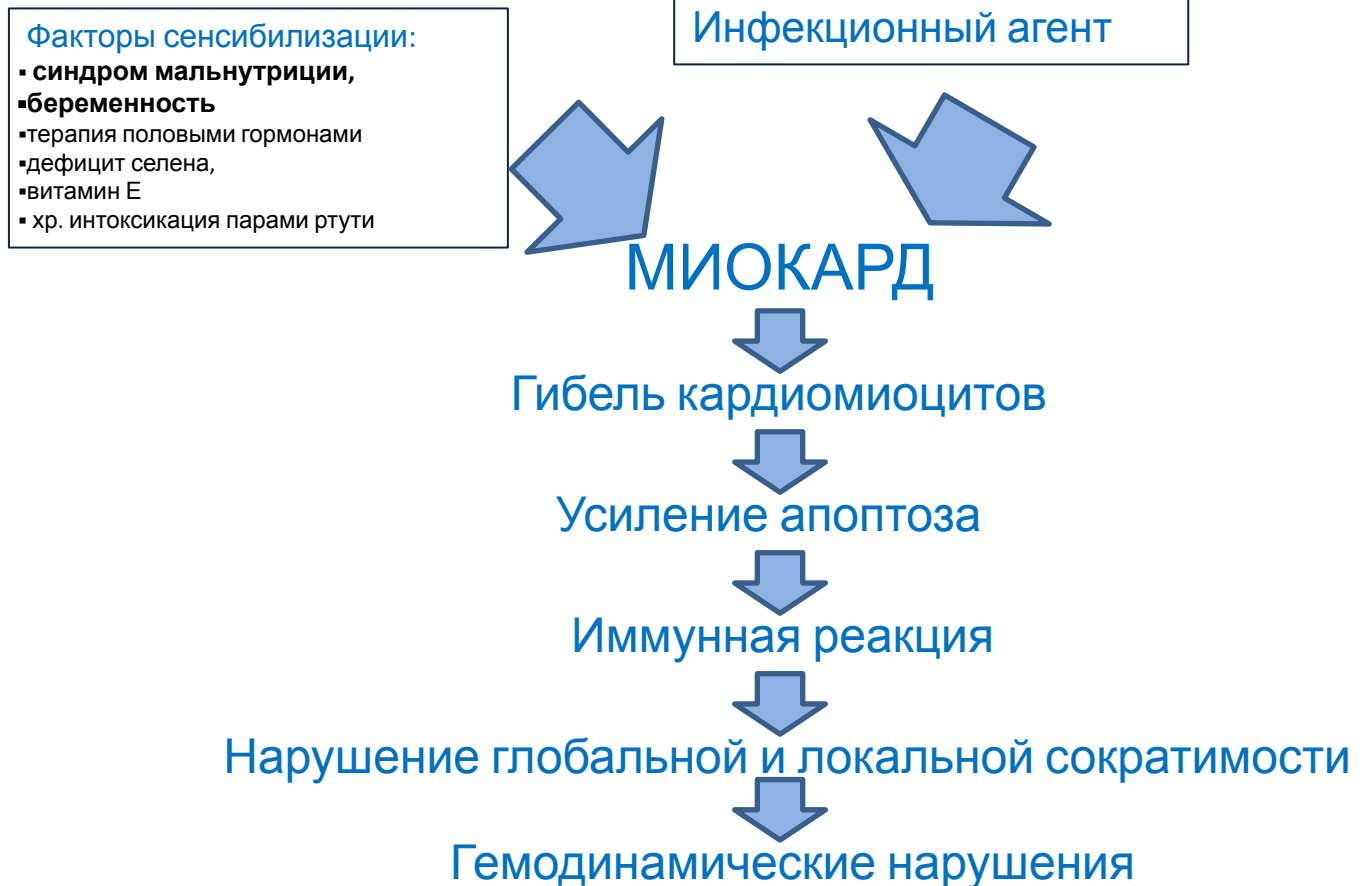 Факторы сенсибилизации:
▪ синдром мальнутриции,
▪беременность
▪терапия половыми гормонами
▪дефицит селена,
▪витамин Е
▪ хр. интоксикация парами ртути
Инфекционный агент
МИОКАРД
Гибель кардиомиоцитов
Усиление апоптоза
Иммунная реакция
Нарушение глобальной и локальной сократимости
Гемодинамические нарушения